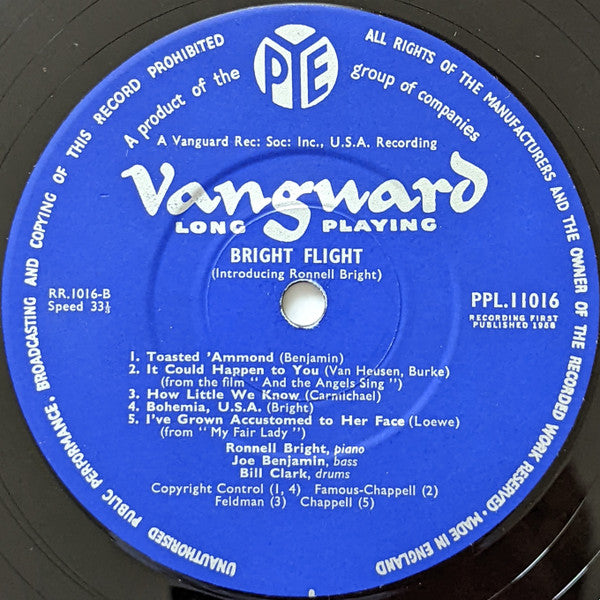 UNAUTHORISED PUBLIC PERFORMANCE, BROADCASTING AND COPYING OF THIS RECORD PROHIBITED
ALL RIGHTS OF THE MANUFACTURERS AND THE OWNER OF THE RECORDED WORK RESERVED • MADE IN ENGLAND
A product of the PYE group of companies
A Vanguard Rec: Soc: Inc., U.S.A. Recording
Vanguard
LONG PLAYING
BRIGHT FLIGHT
(Introducing Ronnell Bright)
RR.1016-B
Speed 33⅓
PPL.11016
RECORDING FIRST
PUBLISHED 1958
1. Toasted 'Ammond (Benjamin)
2. It Could Happen to You (Van Heusen, Burke)
(from the film " And the Angels Sing ")
3. How Little We Know (Carmichael)
4. Bohemia, U.S.A. (Bright)
5. I've Grown Accustomed to Her Face (Loewe)
(from " My Fair Lady ")
Ronnell Bright, piano
Joe Benjamin, bass
Bill Clark, drums
Copyright Control (1, 4) Famous-Chappell (2)
Feldman (3) Chappell (5)